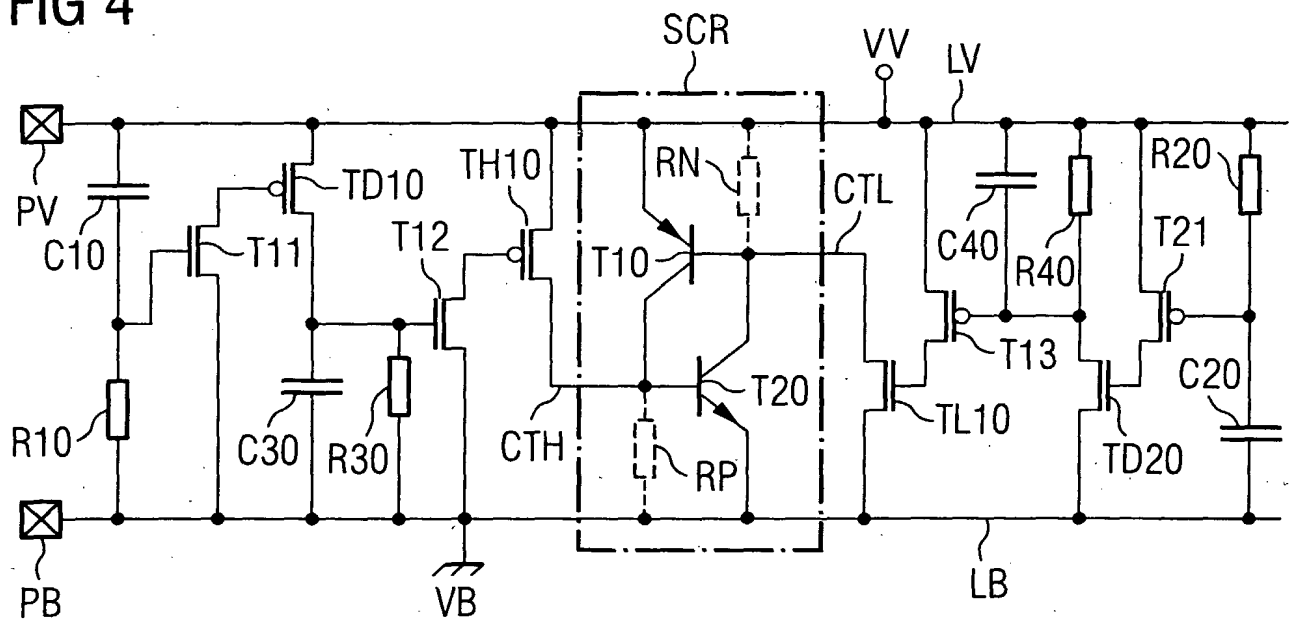 FIG 4
SCR
VV
LV
PV
C10
TD10
TH10
RN
CTL
R20
T11
T12
T10
C40
R40
T21
T13
C20
R10
C30
R30
CTH
RP
T20
TL10
TD20
PB
VB
LB